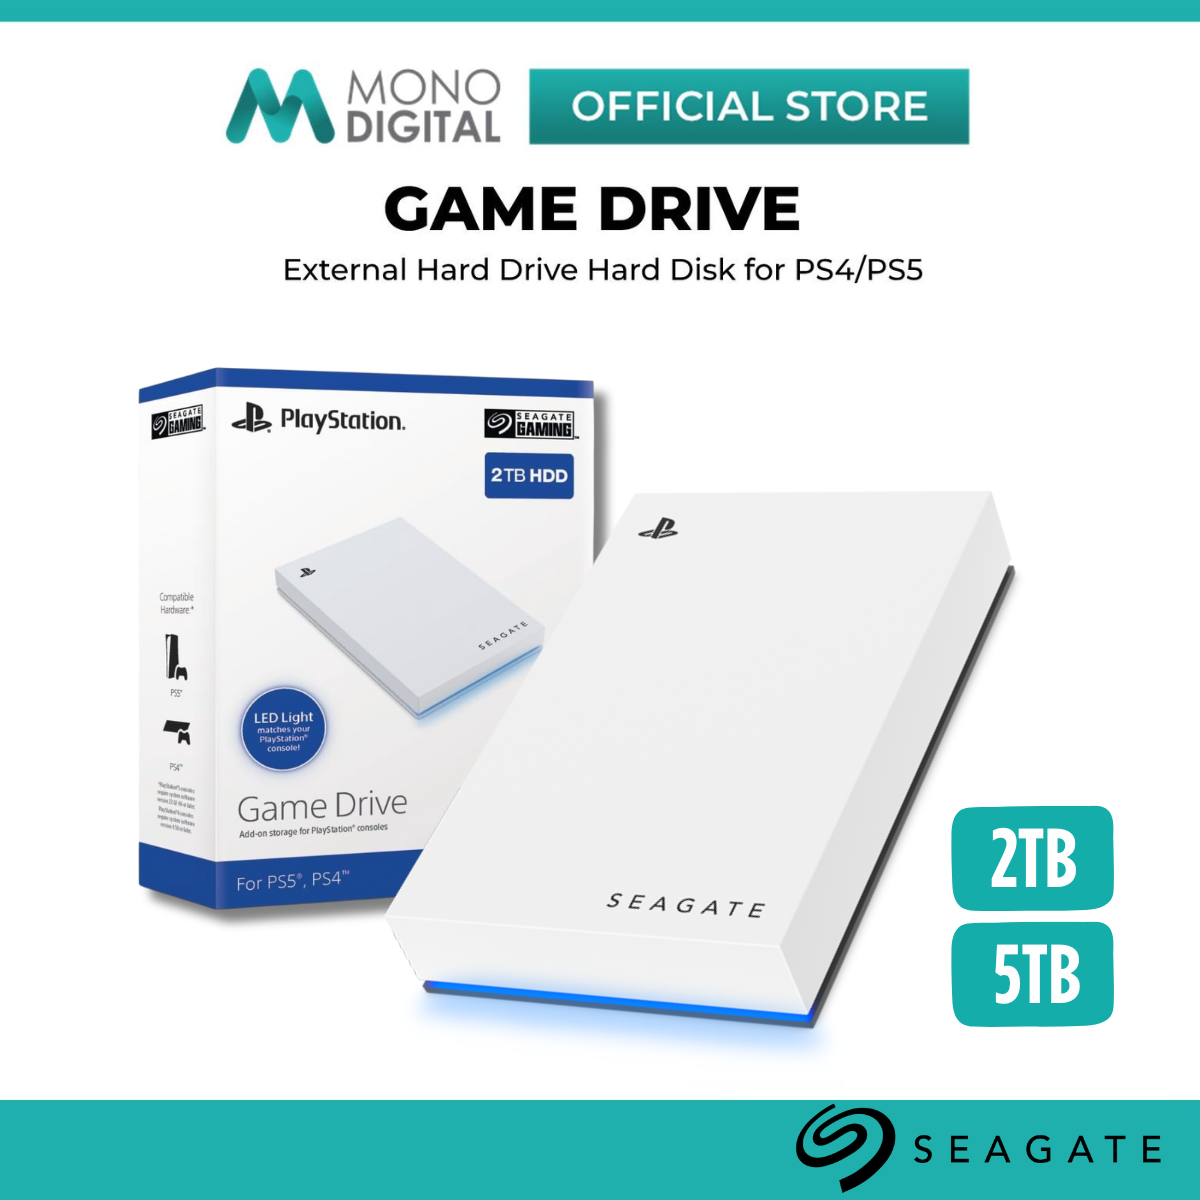 MONO
DIGITAL
OFFICIAL STORE
GAME DRIVE
External Hard Drive Hard Disk for PS4/PS5
SEAGATE
GAMING
PlayStation.
SEAGATE
GAMING
2TB HDD
Compatible
Hardware:*
PS5®
PS4™
SEAGATE
LED Light
matches your
PlayStation®
console!
Game Drive
Add-on storage for PlayStation® consoles
For PS5®, PS4™
SEAGATE
2TB
5TB
SEAGATE